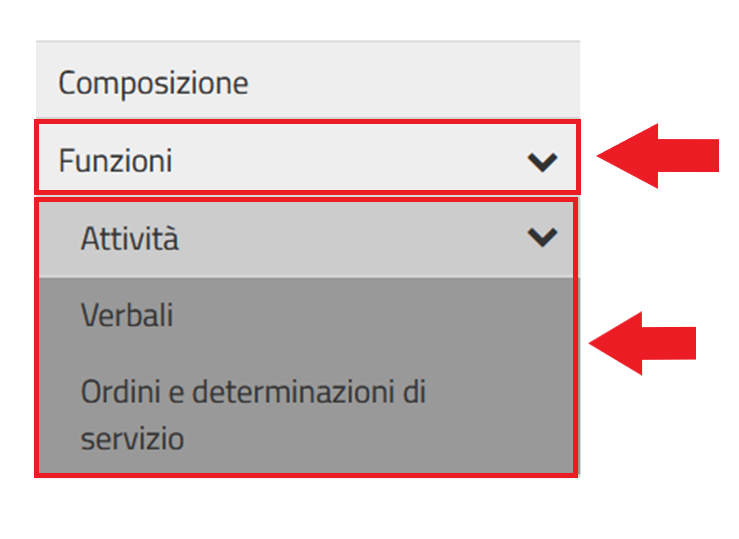 Composizione
Funzioni
Attività
Verbali
Ordini e determinazioni di
servizio